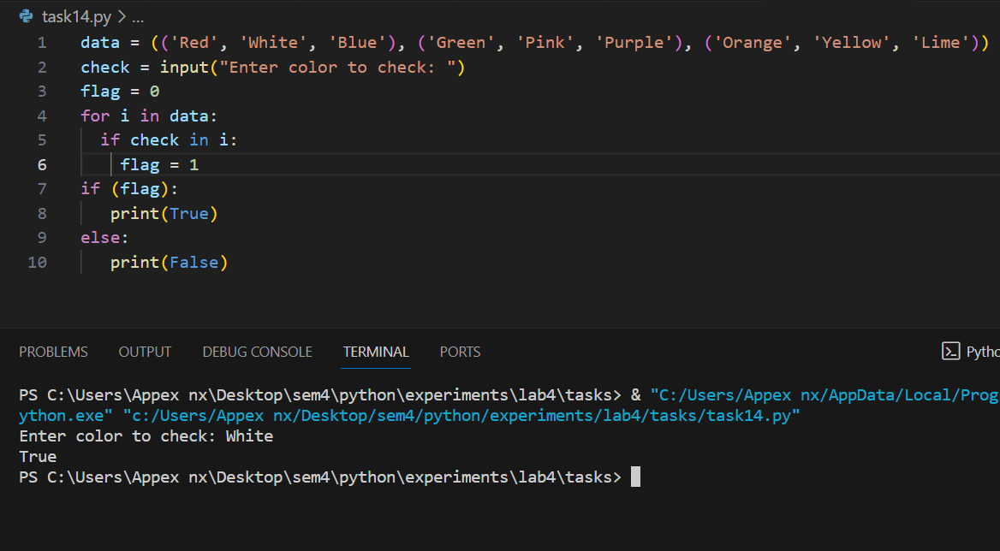 task14.py > ...
1 data = (('Red', 'White', 'Blue'), ('Green', 'Pink', 'Purple'), ('Orange', 'Yellow', 'Lime'))
2 check = input("Enter color to check: ")
3 flag = 0
4 for i in data:
5   if check in i:
6     flag = 1
7 if (flag):
8    print(True)
9 else:
10    print(False)
PROBLEMS OUTPUT DEBUG CONSOLE TERMINAL PORTS Pytho
PS C:\Users\Appex nx\Desktop\sem4\python\experiments\lab4\tasks> & "C:/Users/Appex nx/AppData/Local/Prog
ython.exe" "c:/Users/Appex nx/Desktop/sem4/python/experiments/lab4/tasks/task14.py"
Enter color to check: White
True
PS C:\Users\Appex nx\Desktop\sem4\python\experiments\lab4\tasks>